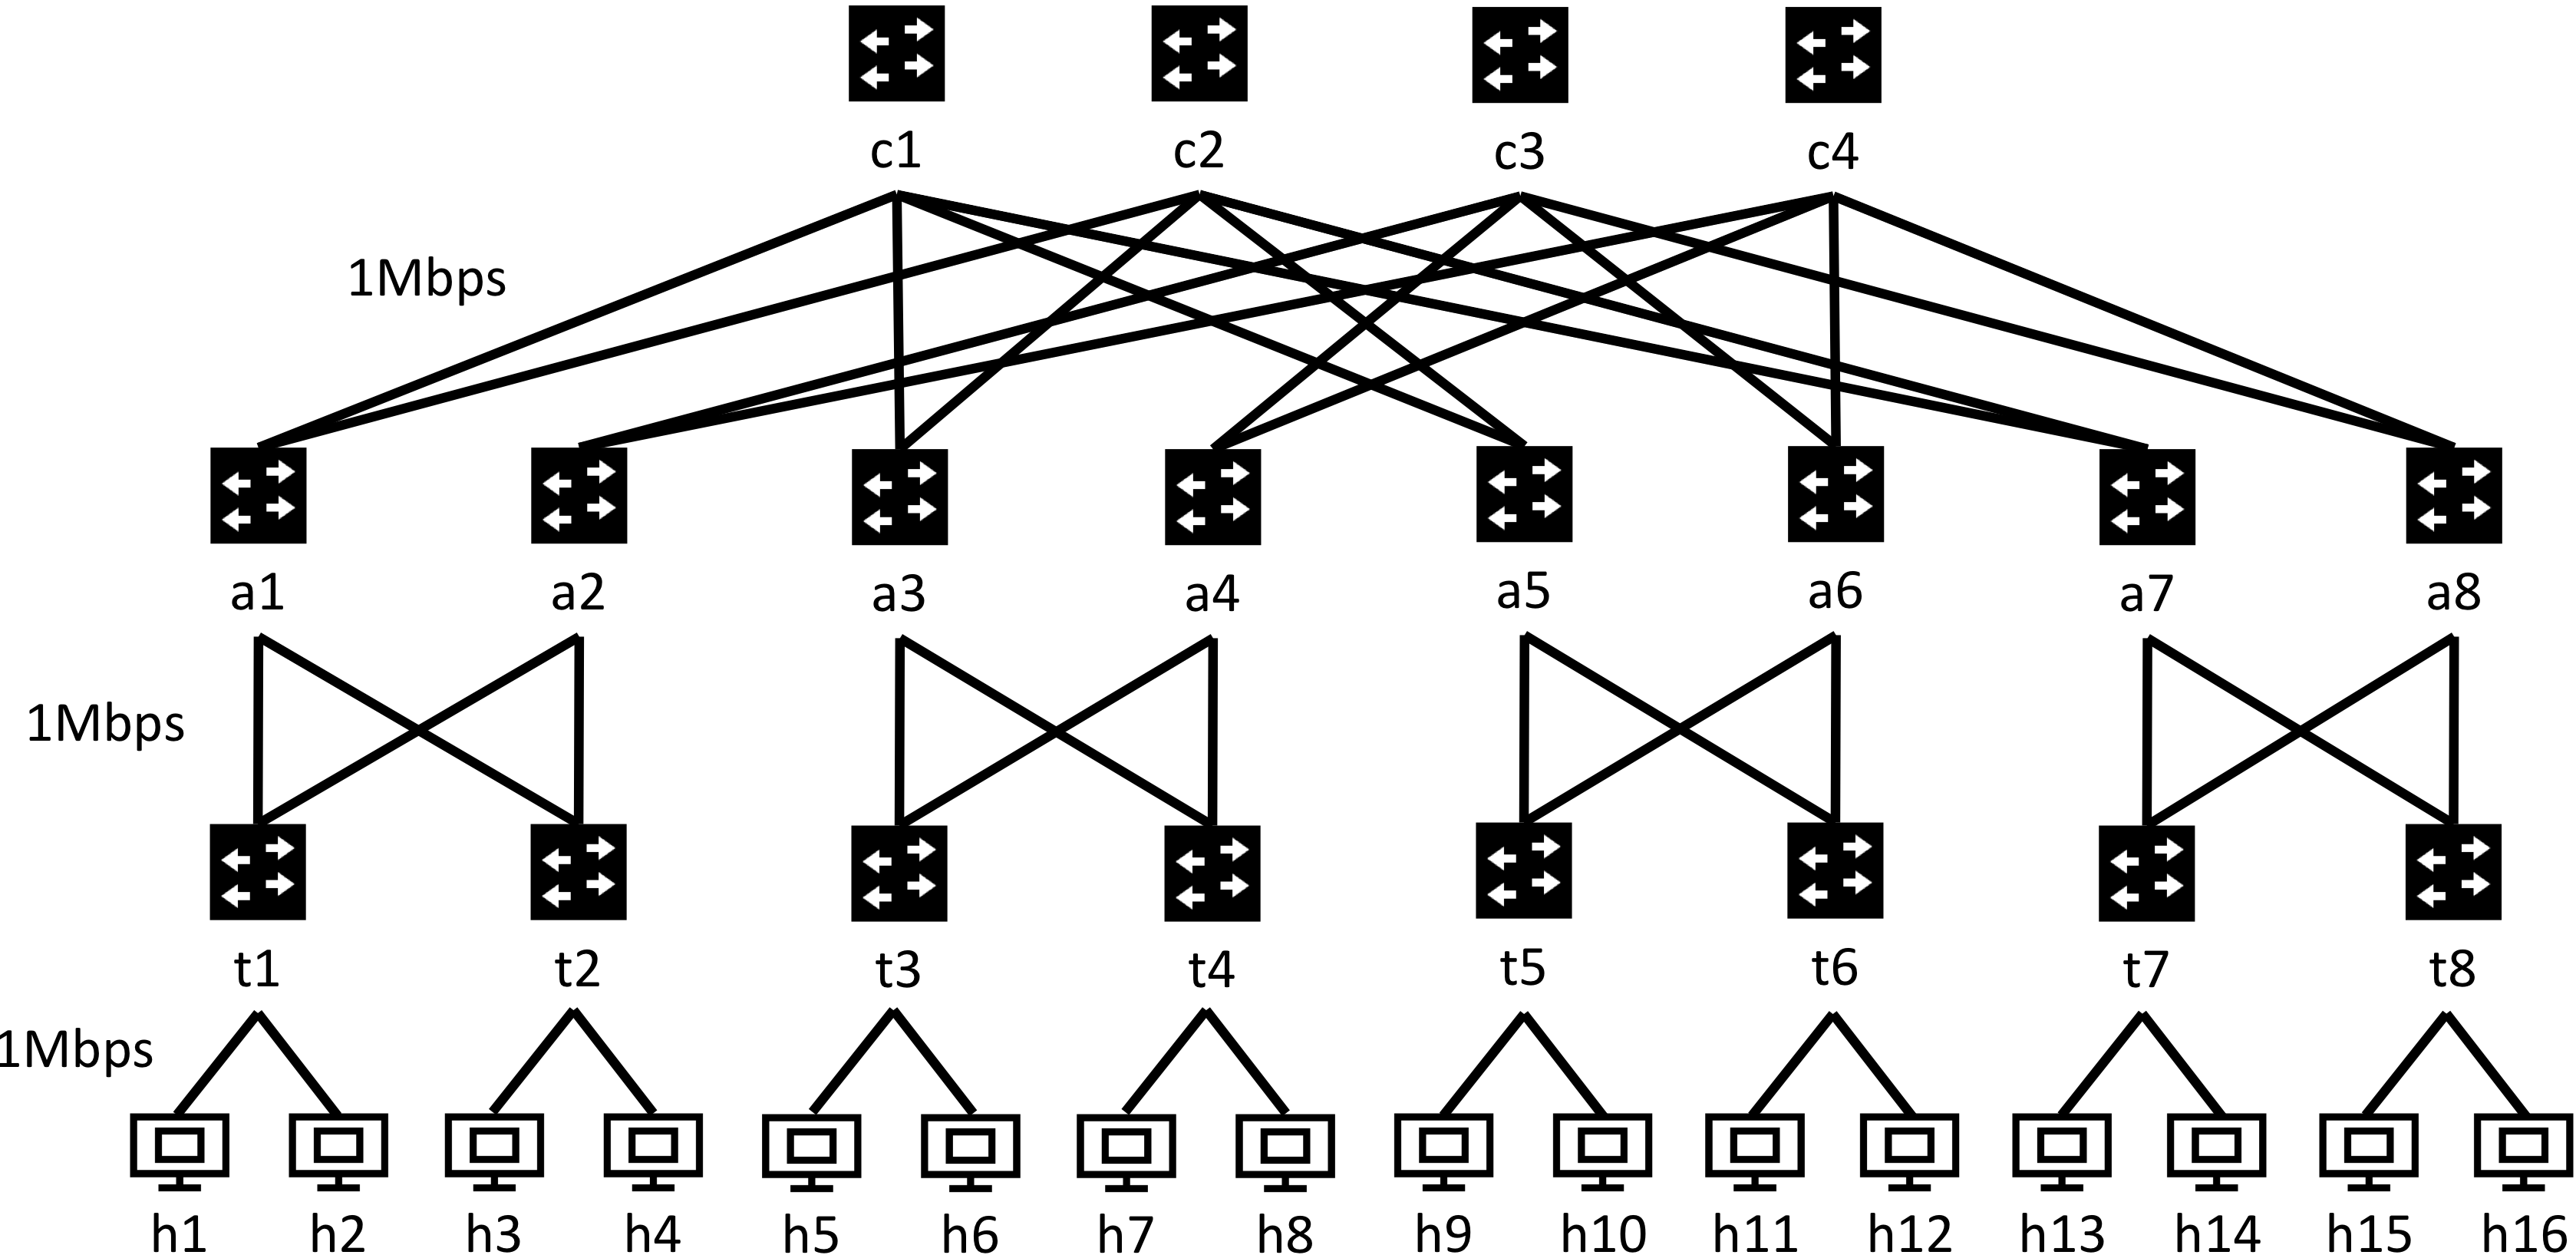 c1 c2 c3 c4
1Mbps
a1 a2 a3 a4 a5 a6 a7 a8
1Mbps
t1 t2 t3 t4 t5 t6 t7 t8
1Mbps
h1 h2 h3 h4 h5 h6 h7 h8 h9 h10 h11 h12 h13 h14 h15 h16